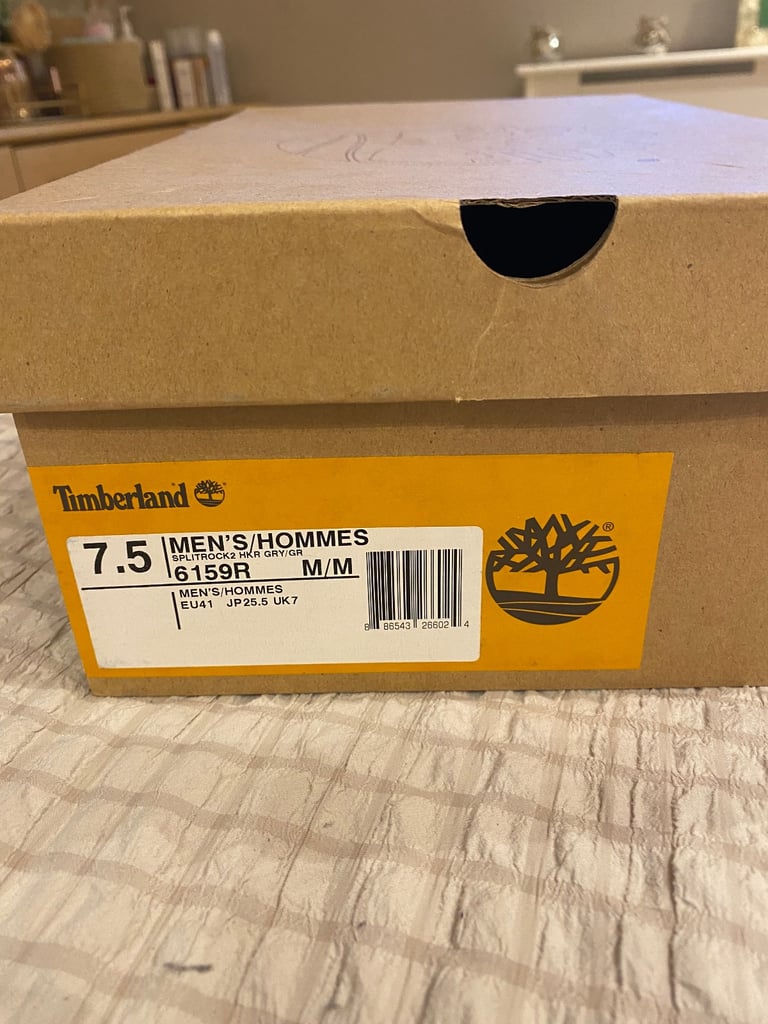 Timberland
7.5 MEN'S/HOMMES
SPLITROCK2 HKR GRY/GR
6159R M/M
MEN'S/HOMMES
EU41 JP25.5 UK7
8 86543 26602 4
®